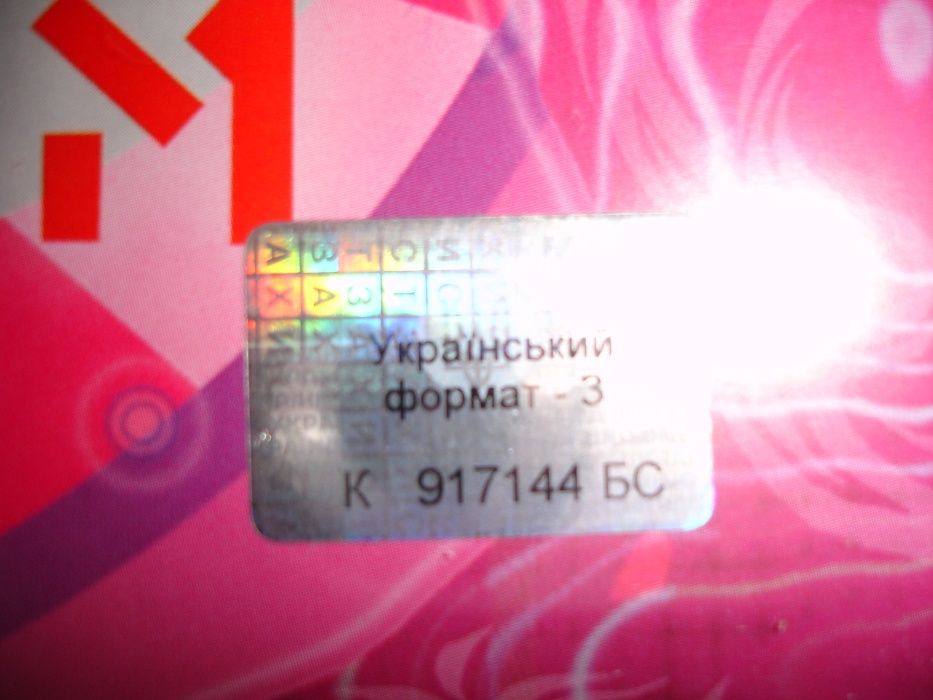 Український
формат - 3
К 917144 БС